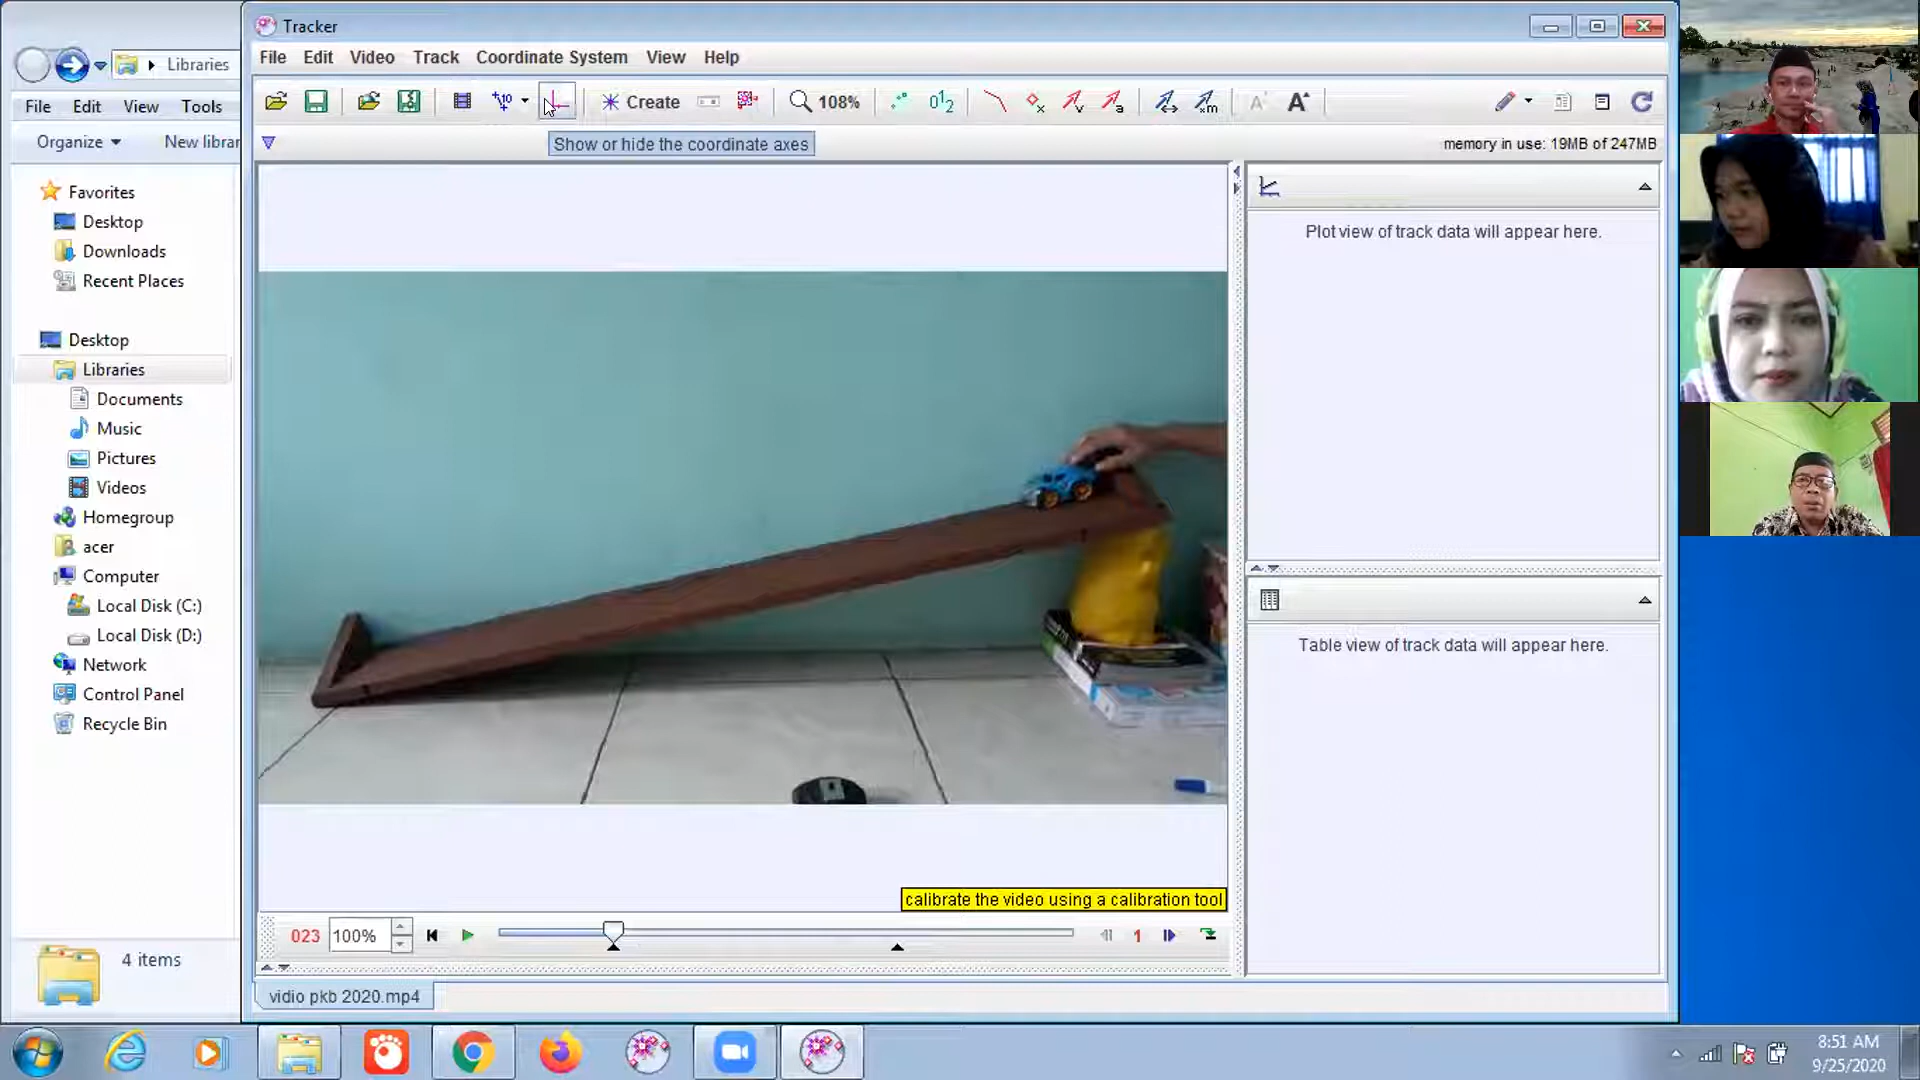 Tracker
Libraries
File Edit View Tools
Organize New librar
File Edit Video Track Coordinate System View Help
Create 108%
Show or hide the coordinate axes
memory in use: 19MB of 247MB
Favorites
Desktop
Downloads
Recent Places
Desktop
Libraries
Documents
Music
Pictures
Videos
Homegroup
acer
Computer
Local Disk (C:)
Local Disk (D:)
Network
Control Panel
Recycle Bin
4 items
Plot view of track data will appear here.
Table view of track data will appear here.
calibrate the video using a calibration tool
023 100% 1
vidio pkb 2020.mp4
8:51 AM
9/25/2020